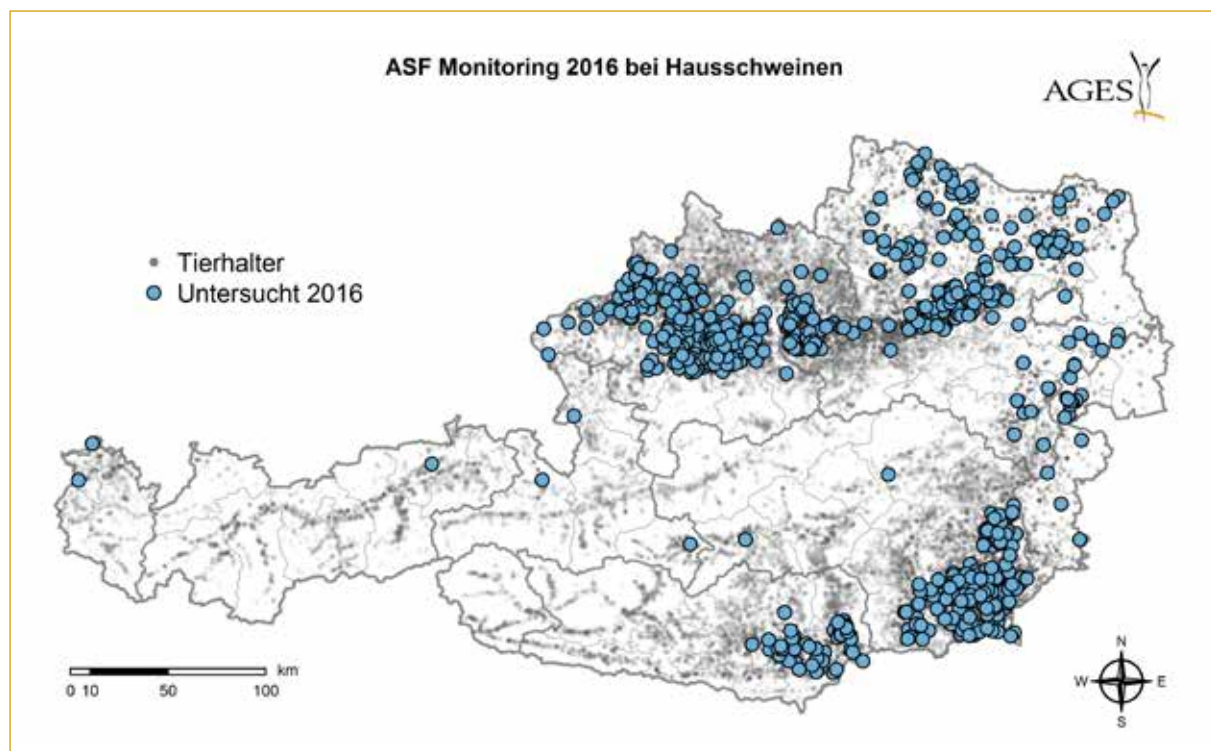 ASF Monitoring 2016 bei Hausschweinen
AGES
Tierhalter
Untersucht 2016
km
0 10 50 100
N
W E
S